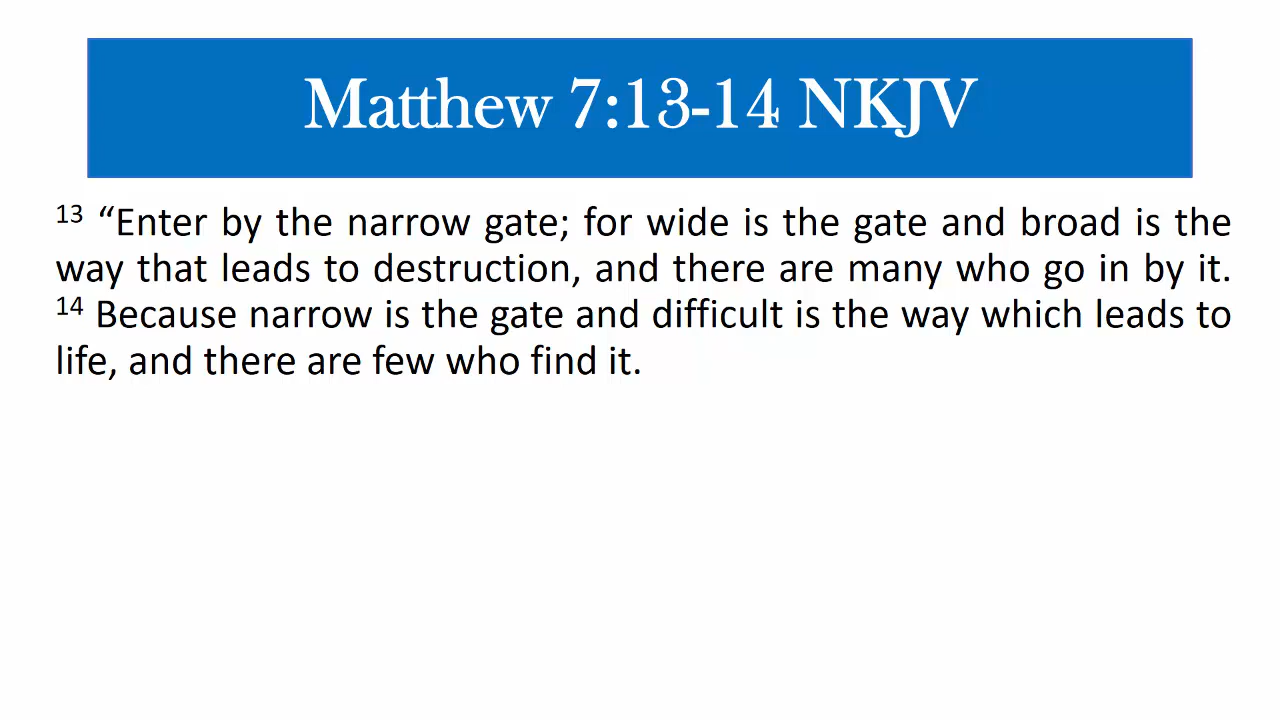 Matthew 7:13-14 NKJV
13 “Enter by the narrow gate; for wide is the gate and broad is the
way that leads to destruction, and there are many who go in by it.
14 Because narrow is the gate and difficult is the way which leads to
life, and there are few who find it.